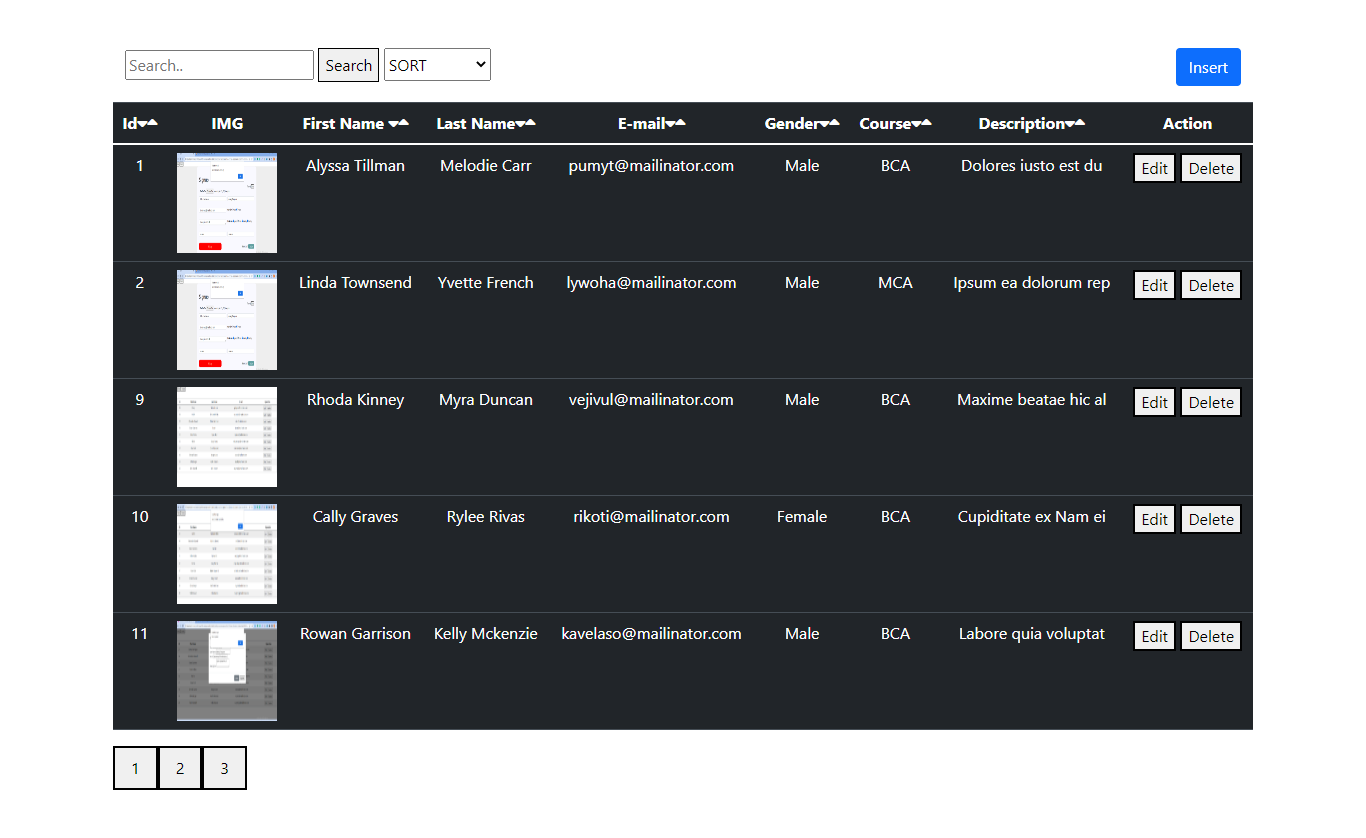 Search.. Search SORT Insert
Id IMG First Name Last Name E-mail Gender Course Description Action
1 Alyssa Tillman Melodie Carr pumyt@mailinator.com Male BCA Dolores iusto est du Edit Delete
2 Linda Townsend Yvette French lywoha@mailinator.com Male MCA Ipsum ea dolorum rep Edit Delete
9 Rhoda Kinney Myra Duncan vejivul@mailinator.com Male BCA Maxime beatae hic al Edit Delete
10 Cally Graves Rylee Rivas rikoti@mailinator.com Female BCA Cupiditate ex Nam ei Edit Delete
11 Rowan Garrison Kelly Mckenzie kavelaso@mailinator.com Male BCA Labore quia voluptat Edit Delete
1 2 3